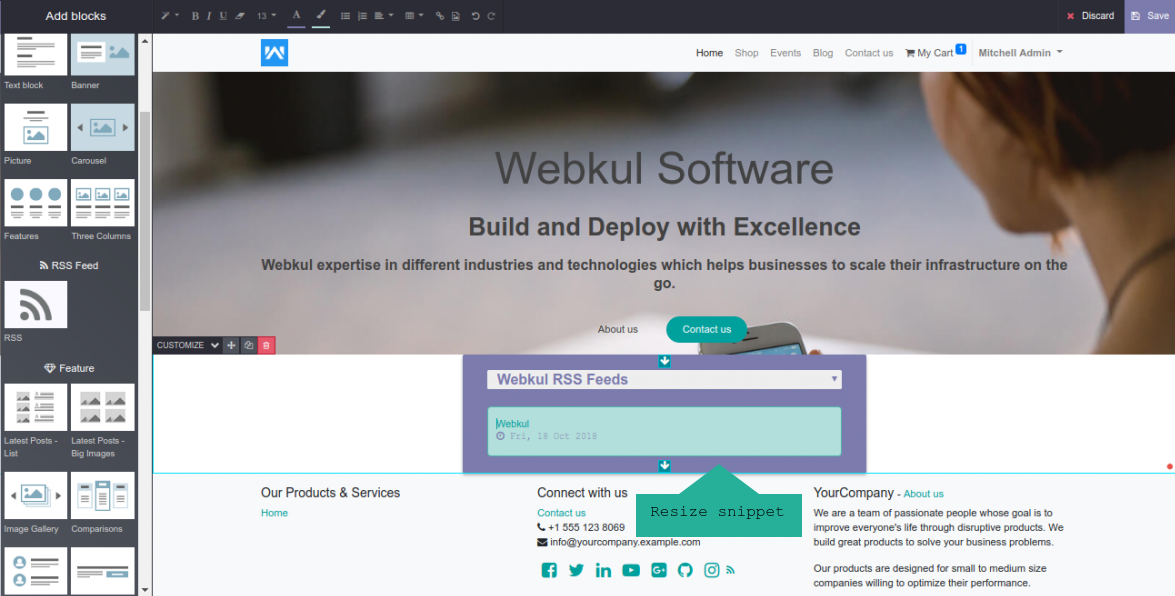 Add blocks
B I U 13 A
Discard
Save
Text block
Banner
Picture
Carousel
Features
Three Columns
RSS Feed
RSS
Feature
Latest Posts - List
Latest Posts - Big Images
Image Gallery
Comparisons
Home Shop Events Blog Contact us My Cart 1 Mitchell Admin
Webkul Software
Build and Deploy with Excellence
Webkul expertise in different industries and technologies which helps businesses to scale their infrastructure on the
go.
About us
Contact us
CUSTOMIZE
Webkul RSS Feeds
Webkul
Fri, 18 Oct 2018
Resize snippet
Our Products & Services
Home
Connect with us
Contact us
+1 555 123 8069
info@yourcompany.example.com
YourCompany - About us
We are a team of passionate people whose goal is to
improve everyone's life through disruptive products. We
build great products to solve your business problems.
Our products are designed for small to medium size
companies willing to optimize their performance.